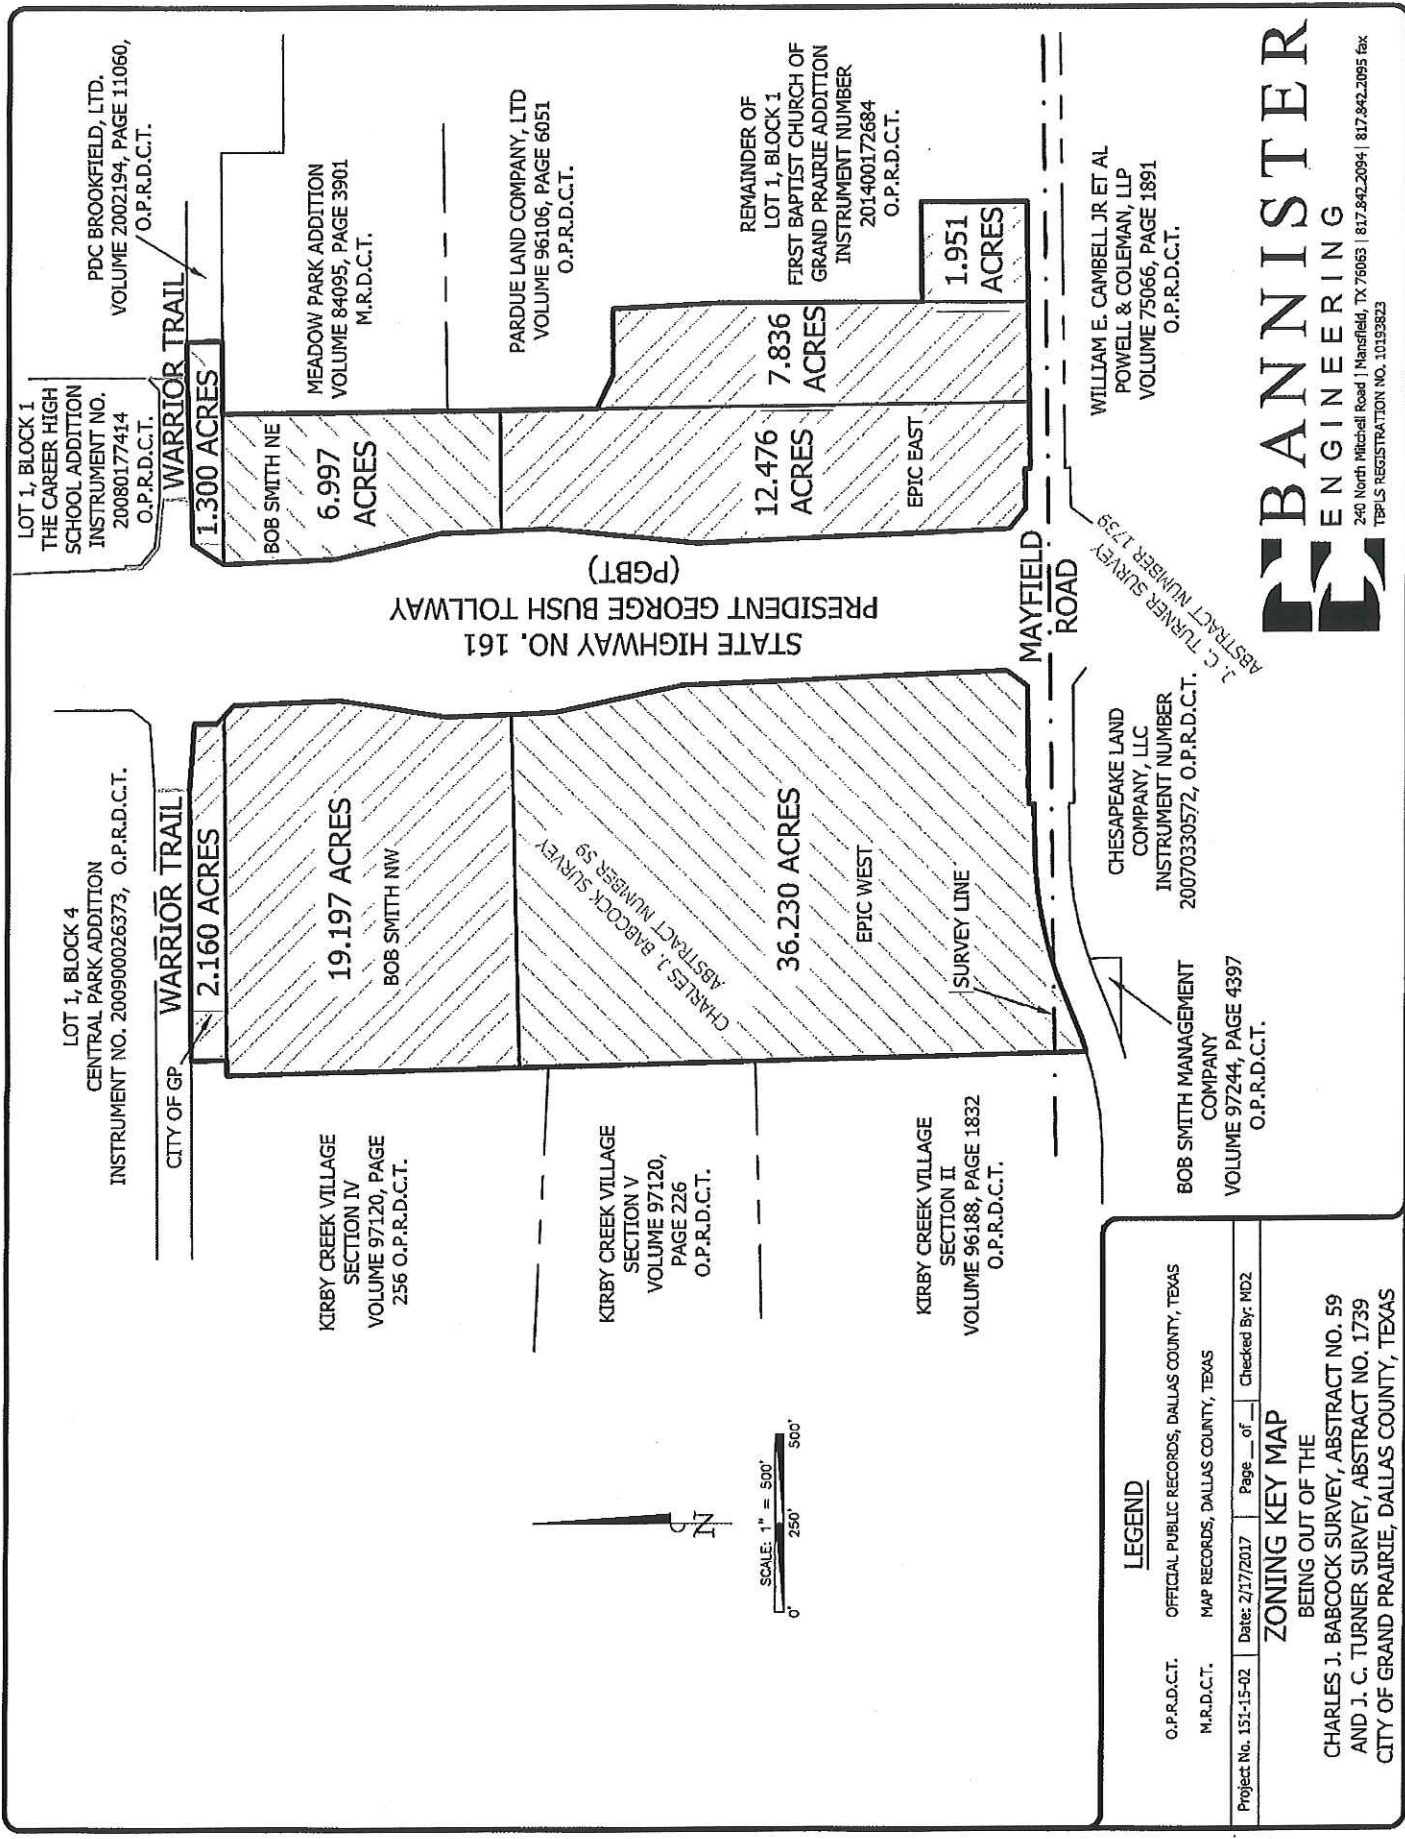 LOT 1, BLOCK 4
CENTRAL PARK ADDITION
INSTRUMENT NO. 20090026373, O.P.R.D.C.T.
LOT 1, BLOCK 1
THE CAREER HIGH
SCHOOL ADDITION
INSTRUMENT NO.
20080177414
O.P.R.D.C.T.
PDC BROOKFIELD, LTD.
VOLUME 2002194, PAGE 11060,
O.P.R.D.C.T.
CITY OF GP
WARRIOR TRAIL
WARRIOR TRAIL
2.160 ACRES
1.300 ACRES
KIRBY CREEK VILLAGE
SECTION IV
VOLUME 97120, PAGE
256 O.P.R.D.C.T.
19.197 ACRES
BOB SMITH NW
BOB SMITH NE
6.997
ACRES
MEADOW PARK ADDITION
VOLUME 84095, PAGE 3901
M.R.D.C.T.
STATE HIGHWAY NO. 161
PRESIDENT GEORGE BUSH TOLLWAY
(PGBT)
PARDUE LAND COMPANY, LTD
VOLUME 96106, PAGE 6051
O.P.R.D.C.T.
KIRBY CREEK VILLAGE
SECTION V
VOLUME 97120,
PAGE 226
O.P.R.D.C.T.
CHARLES J. BABCOCK SURVEY
ABSTRACT NUMBER 59
36.230 ACRES
EPIC WEST
12.476
ACRES
EPIC EAST
7.836
ACRES
REMAINDER OF
LOT 1, BLOCK 1
FIRST BAPTIST CHURCH OF
GRAND PRAIRIE ADDITION
INSTRUMENT NUMBER
201400172684
O.P.R.D.C.T.
1.951
ACRES
KIRBY CREEK VILLAGE
SECTION II
VOLUME 96188, PAGE 1832
O.P.R.D.C.T.
SURVEY LINE
MAYFIELD
ROAD
N
SCALE: 1" = 500'
0'
250'
500'
J. C. TURNER SURVEY
ABSTRACT NUMBER 1739
WILLIAM E. CAMBELL JR ET AL
POWELL & COLEMAN, LLP
VOLUME 75066, PAGE 1891
O.P.R.D.C.T.
CHESAPEAKE LAND
COMPANY, LLC
INSTRUMENT NUMBER
20070330572, O.P.R.D.C.T.
BOB SMITH MANAGEMENT
COMPANY
VOLUME 97244, PAGE 4397
O.P.R.D.C.T.
LEGEND
O.P.R.D.C.T. OFFICIAL PUBLIC RECORDS, DALLAS COUNTY, TEXAS
M.R.D.C.T. MAP RECORDS, DALLAS COUNTY, TEXAS
Project No. 151-15-02 Date: 2/17/2017 Page __ of __ Checked By: MD2
ZONING KEY MAP
BEING OUT OF THE
CHARLES J. BABCOCK SURVEY, ABSTRACT NO. 59
AND J. C. TURNER SURVEY, ABSTRACT NO. 1739
CITY OF GRAND PRAIRIE, DALLAS COUNTY, TEXAS
BANNISTER
ENGINEERING
240 North Mitchell Road | Mansfield, TX 76063 | 817.842.2094 | 817.842.2095 fax
TBPLS REGISTRATION NO. 10193823